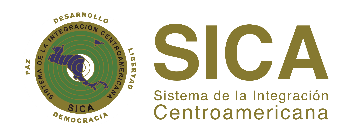 DESARROLLO
PAZ
LIBERTAD
DEMOCRACIA
SISTEMA DE LA INTEGRACIÓN CENTROAMERICANA
SICA
SICA
Sistema de la Integración
Centroamericana